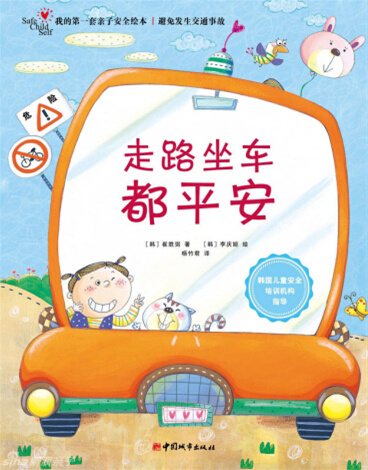 Safe Child Self
我的第一套亲子安全绘本 | 避免发生交通事故
危险
走路坐车
都平安
[韩] 崔胜弼 著 [韩] 李庆姬 绘
杨竹君 译
韩国儿童安全
培训机构
指导
中国城市出版社